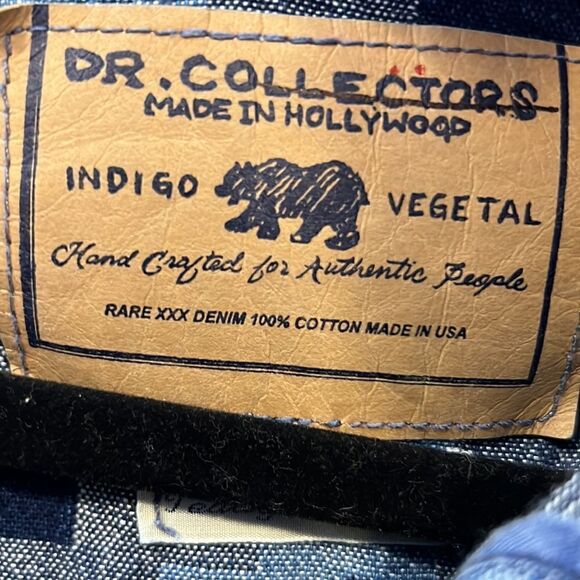 DR. COLLECTORS
MADE IN HOLLYWOOD
INDIGO VEGETAL
Hand Crafted for Authentic People
RARE XXX DENIM 100% COTTON MADE IN USA